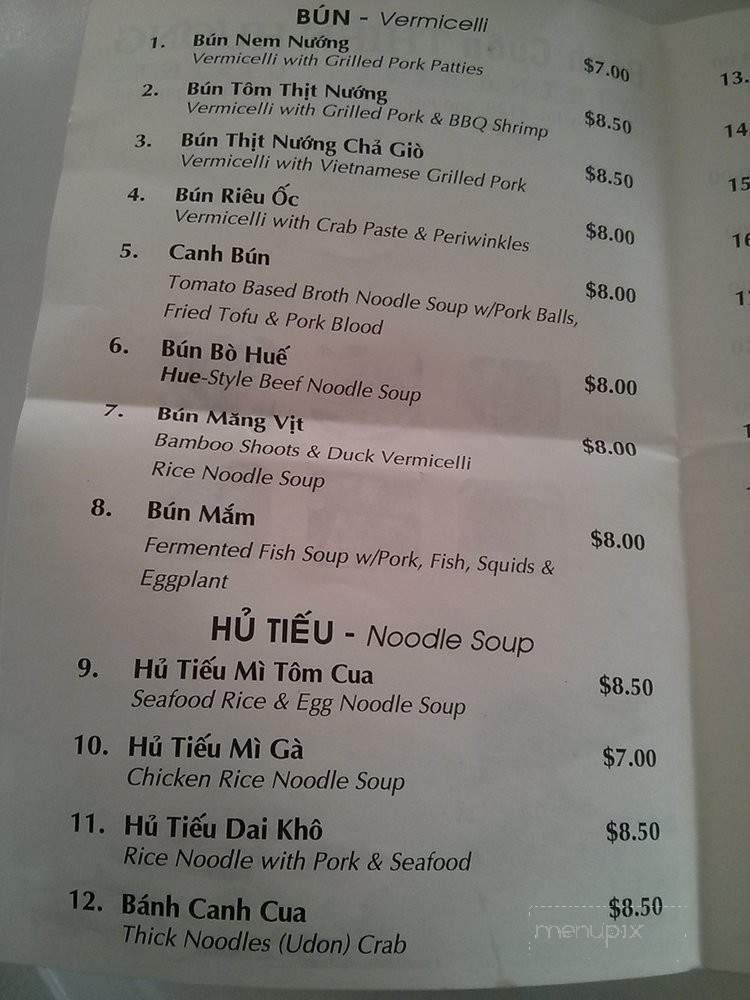 BÚN - Vermicelli
1. Bún Nem Nướng $7.00
Vermicelli with Grilled Pork Patties
2. Bún Tôm Thịt Nướng $8.50
Vermicelli with Grilled Pork & BBQ Shrimp
3. Bún Thịt Nướng Chả Giò $8.50
Vermicelli with Vietnamese Grilled Pork
4. Bún Riêu Ốc $8.00
Vermicelli with Crab Paste & Periwinkles
5. Canh Bún $8.00
Tomato Based Broth Noodle Soup w/Pork Balls,
Fried Tofu & Pork Blood
6. Bún Bò Huế $8.00
Hue-Style Beef Noodle Soup
7. Bún Măng Vịt $8.00
Bamboo Shoots & Duck Vermicelli
Rice Noodle Soup
8. Bún Mắm $8.00
Fermented Fish Soup w/Pork, Fish, Squids &
Eggplant
HỦ TIẾU - Noodle Soup
9. Hủ Tiếu Mì Tôm Cua $8.50
Seafood Rice & Egg Noodle Soup
10. Hủ Tiếu Mì Gà $7.00
Chicken Rice Noodle Soup
11. Hủ Tiếu Dai Khô $8.50
Rice Noodle with Pork & Seafood
12. Bánh Canh Cua $8.50
Thick Noodles (Udon) Crab
menupix
13.
14
15
16